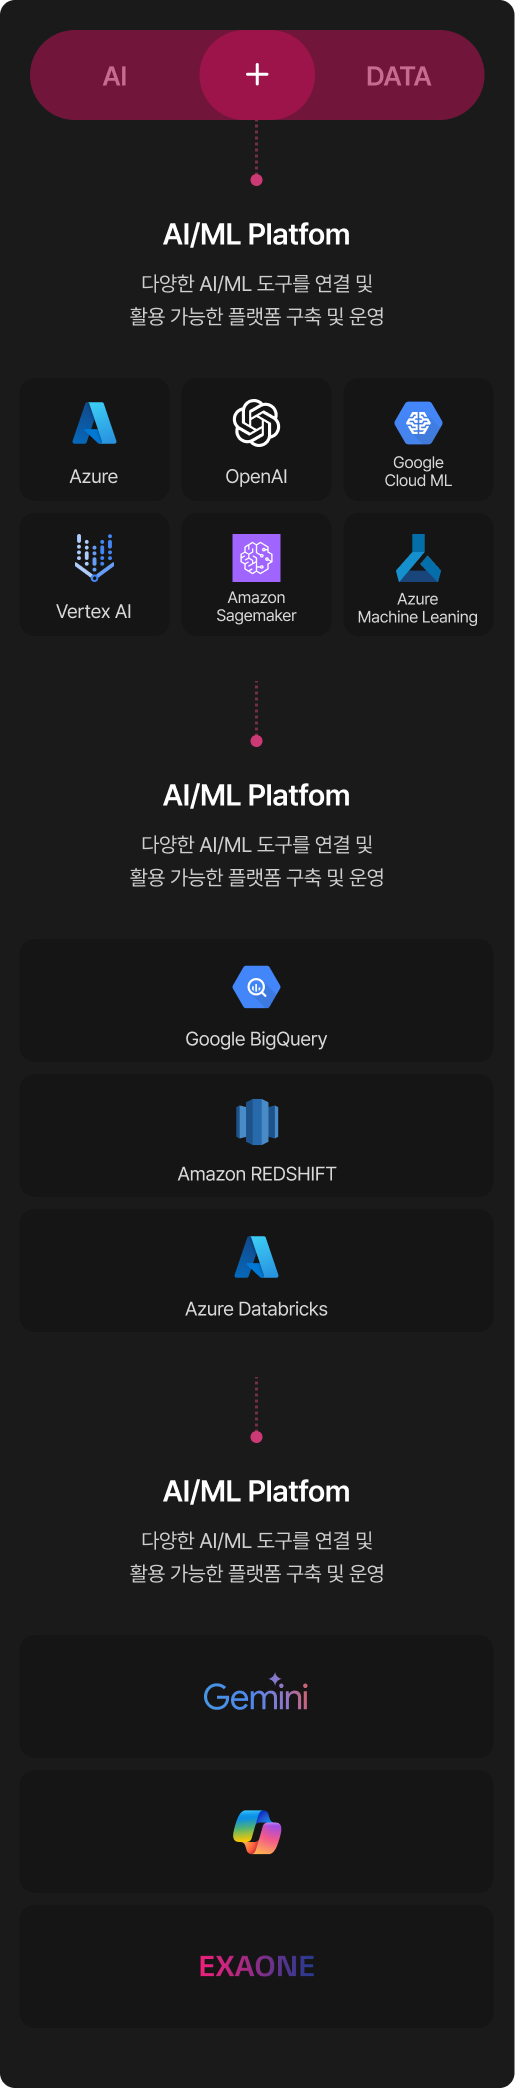 AI + DATA
AI/ML Platfom
다양한 AI/ML 도구를 연결 및
활용 가능한 플랫폼 구축 및 운영
Azure
OpenAI
Google
Cloud ML
Vertex AI
Amazon
Sagemaker
Azure
Machine Leaning
AI/ML Platfom
다양한 AI/ML 도구를 연결 및
활용 가능한 플랫폼 구축 및 운영
Google BigQuery
Amazon REDSHIFT
Azure Databricks
AI/ML Platfom
다양한 AI/ML 도구를 연결 및
활용 가능한 플랫폼 구축 및 운영
Gemini
EXAONE